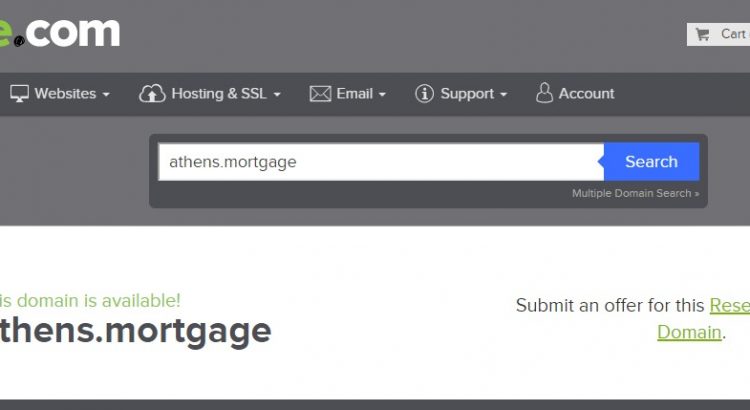 e.com
Cart
Websites
Hosting & SSL
Email
Support
Account
athens.mortgage
Search
Multiple Domain Search »
is domain is available!
thens.mortgage
Submit an offer for this Rese
Domain.